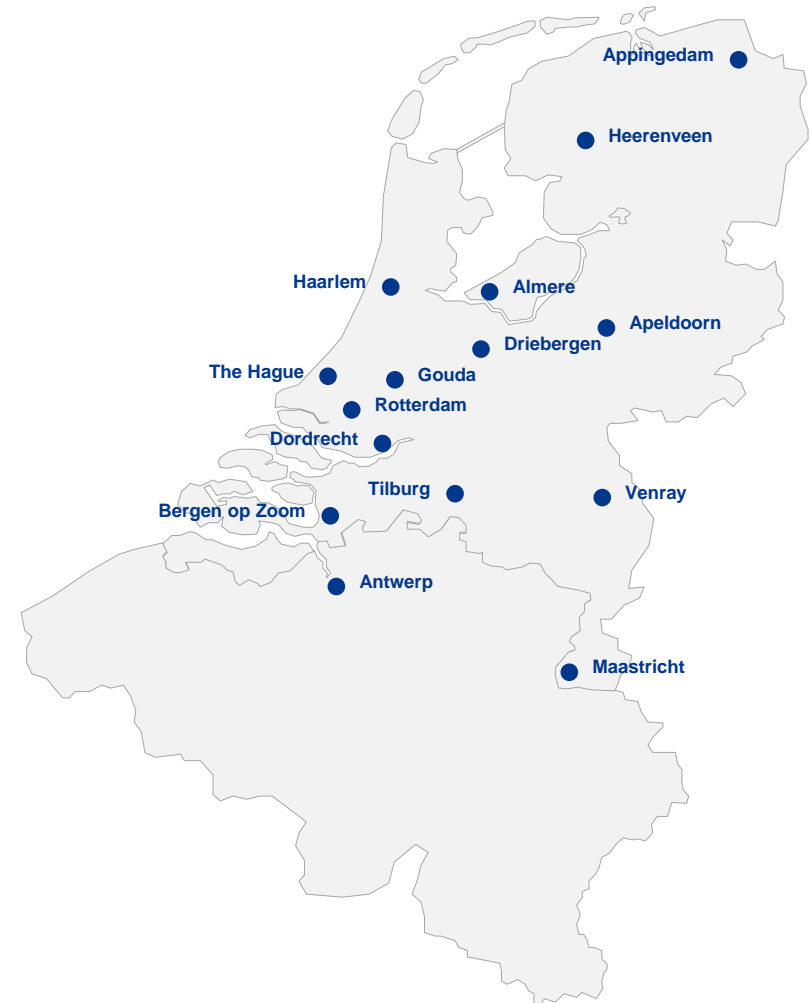 Appingedam
Heerenveen
Haarlem
Almere
Apeldoorn
Driebergen
The Hague
Gouda
Rotterdam
Dordrecht
Tilburg
Venray
Bergen op Zoom
Antwerp
Maastricht